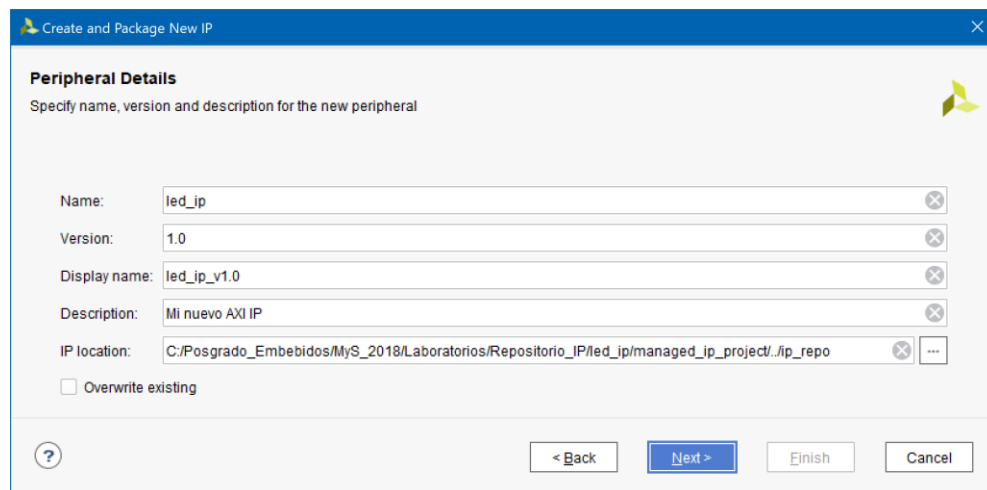 Create and Package New IP
Peripheral Details
Specify name, version and description for the new peripheral
Name: led_ip
Version: 1.0
Display name: led_ip_v1.0
Description: Mi nuevo AXI IP
IP location: C:/Posgrado_Embebidos/MyS_2018/Laboratorios/Repositorio_IP/led_ip/managed_ip_project/../ip_repo ...
Overwrite existing
? < Back Next > Finish Cancel